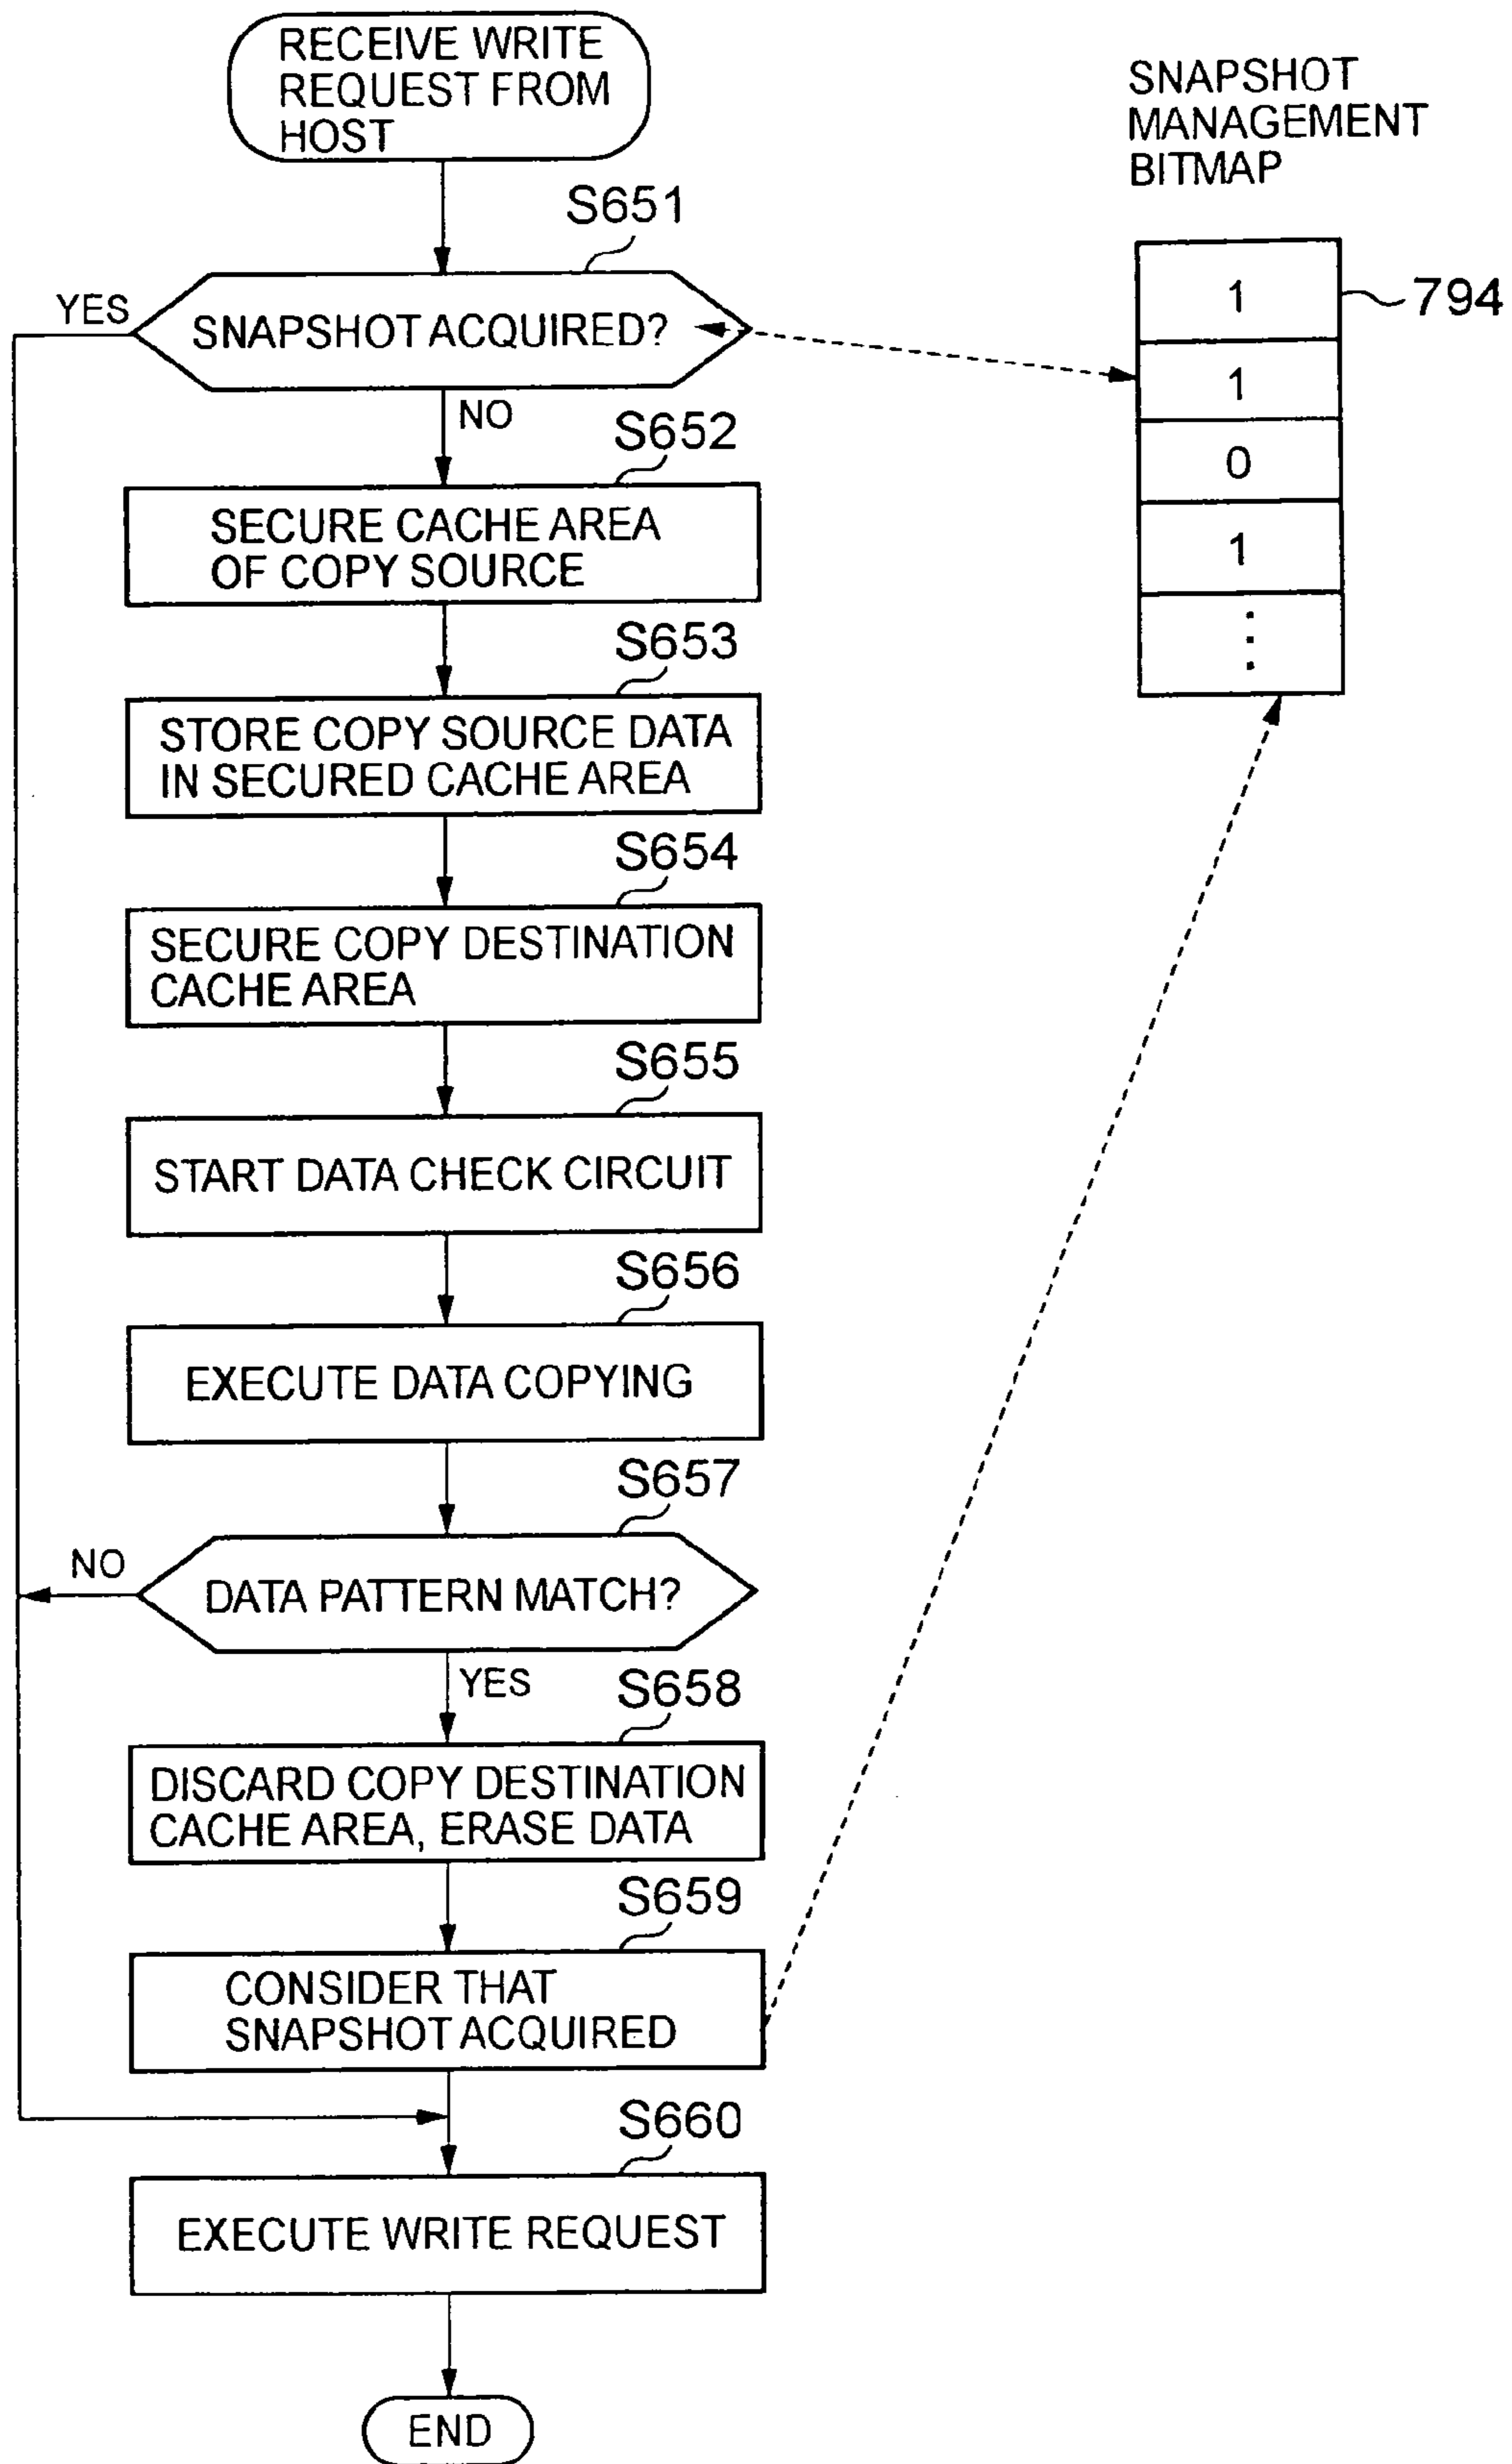 RECEIVE WRITE
REQUEST FROM
HOST
SNAPSHOT
MANAGEMENT
BITMAP
S651
794
YES
SNAPSHOT ACQUIRED?
1
1
0
1
NO
S652
SECURE CACHE AREA
OF COPY SOURCE
S653
STORE COPY SOURCE DATA
IN SECURED CACHE AREA
S654
SECURE COPY DESTINATION
CACHE AREA
S655
START DATA CHECK CIRCUIT
S656
EXECUTE DATA COPYING
S657
NO
DATA PATTERN MATCH?
YES
S658
DISCARD COPY DESTINATION
CACHE AREA, ERASE DATA
S659
CONSIDER THAT
SNAPSHOT ACQUIRED
S660
EXECUTE WRITE REQUEST
END